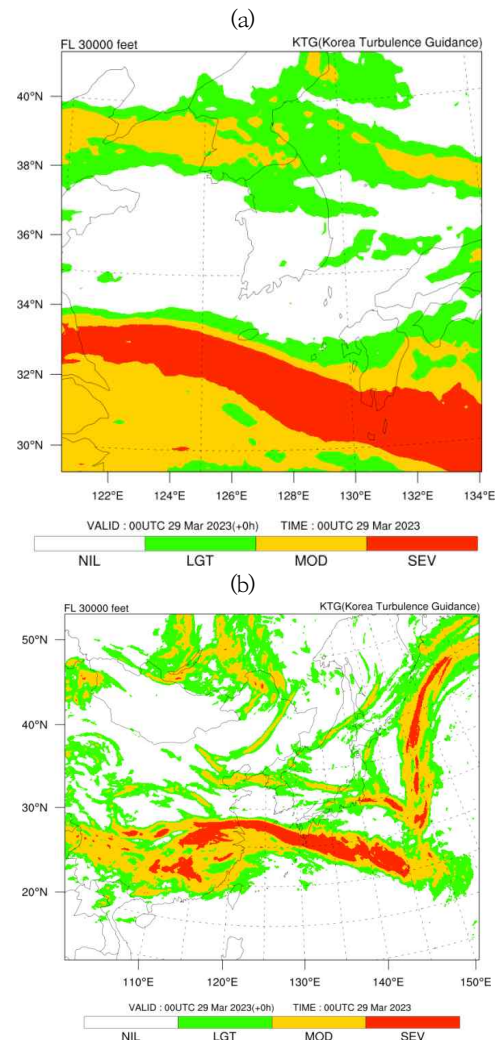 (a)
FL 30000 feet KTG(Korea Turbulence Guidance)
40°N
38°N
36°N
34°N
32°N
30°N
122°E 124°E 126°E 128°E 130°E 132°E 134°E
VALID : 00UTC 29 Mar 2023(+0h) TIME : 00UTC 29 Mar 2023
NIL LGT MOD SEV
(b)
FL 30000 feet KTG(Korea Turbulence Guidance)
50°N
40°N
30°N
20°N
110°E 120°E 130°E 140°E 150°E
VALID : 00UTC 29 Mar 2023(+0h) TIME : 00UTC 29 Mar 2023
NIL LGT MOD SEV